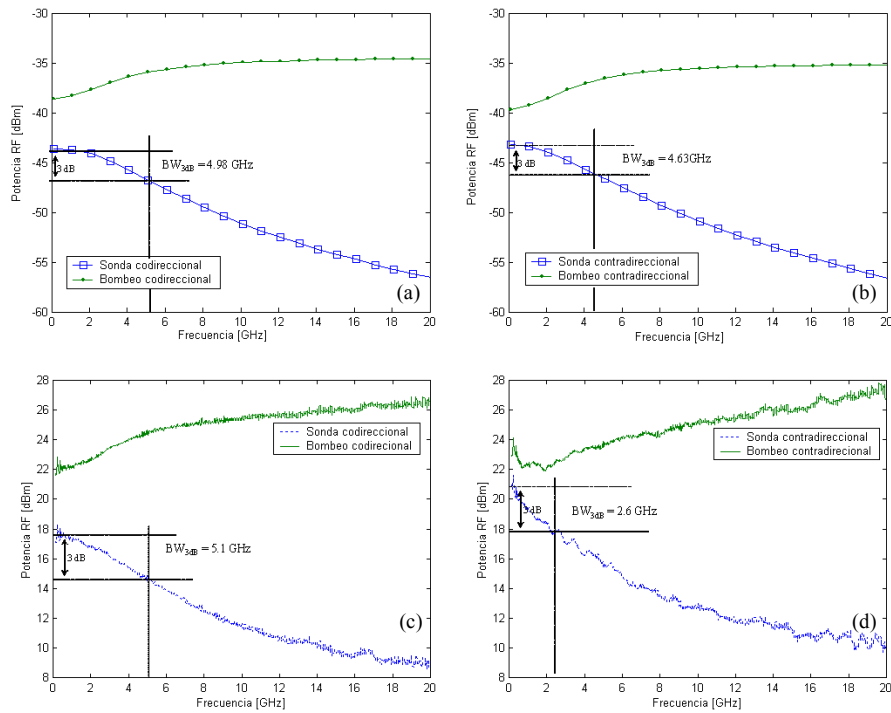 -30
-35
-40
-45
-50
-55
-60
Potencia RF [dBm]
3 dB
BW3dB = 4.98 GHz
Sonda codireccional
Bombeo codireccional
(a)
0 2 4 6 8 10 12 14 16 18 20
Frecuencia [GHz]
-30
-35
-40
-45
-50
-55
-60
Potencia RF [dBm]
3 dB
BW3dB = 4.63GHz
Sonda contradireccional
Bombeo contradireccional
(b)
0 2 4 6 8 10 12 14 16 18 20
Frecuencia [GHz]
28
26
24
22
20
18
16
14
12
10
8
Potencia RF [dBm]
Sonda codireccional
Bombeo codirecional
3 dB
BW3dB = 5.1 GHz
(c)
0 2 4 6 8 10 12 14 16 18 20
Frecuencia [GHz]
28
26
24
22
20
18
16
14
12
10
8
Potencia RF [dBm]
Sonda contradireccional
Bombeo contradirecional
3 dB
BW3dB = 2.6 GHz
(d)
0 2 4 6 8 10 12 14 16 18 20
Frecuencia [GHz]